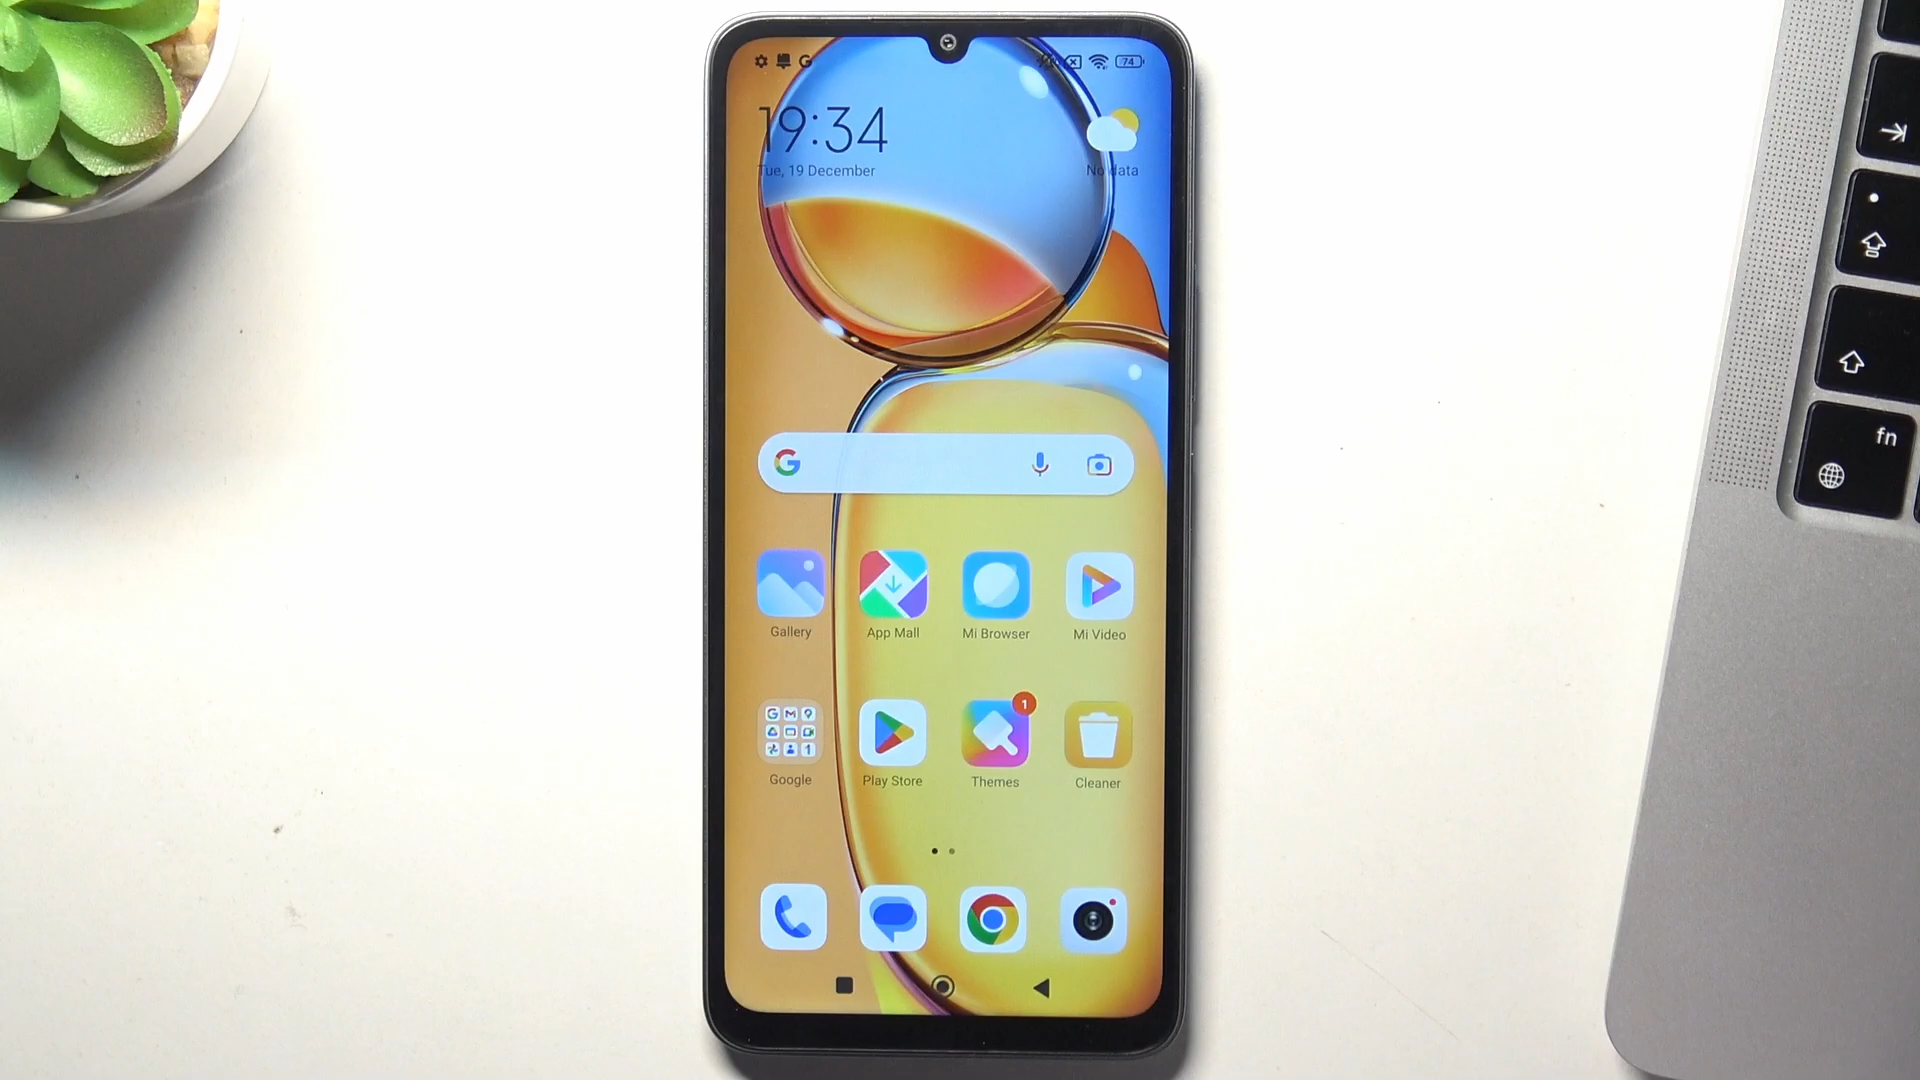 74
19:34
Tue, 19 December
No data
Gallery
App Mall
Mi Browser
Mi Video
1
Google
Play Store
Themes
Cleaner
fn